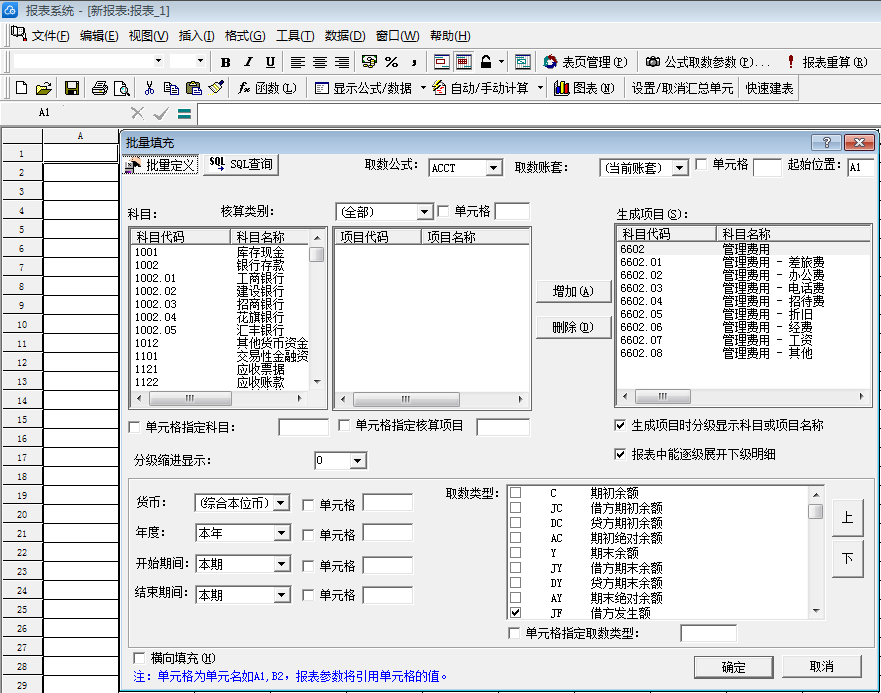 报表系统 - [新报表:报表_1]
文件(F) 编辑(E) 视图(V) 插入(I) 格式(G) 工具(T) 数据(D) 窗口(W) 帮助(H)
B I U % , 表页管理(P) 公式取数参数(P)... 报表重算(R)
fx 函数(L) 显示公式/数据 自动/手动计算 图表(N) 设置/取消汇总单元 快速建表
A1
A
1
2
3
4
5
6
7
8
9
10
11
12
13
14
15
16
17
18
19
20
21
22
23
24
25
26
27
28
29
批量填充
批量定义 SQL SQL查询 取数公式: ACCT 取数账套: (当前账套) 单元格 起始位置: A1
科目: 核算类别: (全部) 单元格 生成项目(S):
科目代码 科目名称
1001 库存现金
1002 银行存款
1002.01 工商银行
1002.02 建设银行
1002.03 招商银行
1002.04 花旗银行
1002.05 汇丰银行
1012 其他货币资金
1101 交易性金融资
1121 应收票据
1122 应收账款
项目代码 项目名称
增加(A)
删除(D)
科目代码 科目名称
6602 管理费用
6602.01 管理费用 - 差旅费
6602.02 管理费用 - 办公费
6602.03 管理费用 - 电话费
6602.04 管理费用 - 招待费
6602.05 管理费用 - 折旧
6602.06 管理费用 - 经费
6602.07 管理费用 - 工资
6602.08 管理费用 - 其他
单元格指定科目: 单元格指定核算项目 生成项目时分级显示科目或项目名称
分级缩进显示: 0 报表中能逐级展开下级明细
货币: (综合本位币) 单元格
年度: 本年 单元格
开始期间: 本期 单元格
结束期间: 本期 单元格
取数类型:
C 期初余额
JC 借方期初余额
DC 贷方期初余额
AC 期初绝对余额
Y 期末余额
JY 借方期末余额
DY 贷方期末余额
AY 期末绝对余额
JF 借方发生额
上
下
单元格指定取数类型:
横向填充(H)
注: 单元格为单元名如A1,B2, 报表参数将引用单元格的值。
确定 取消